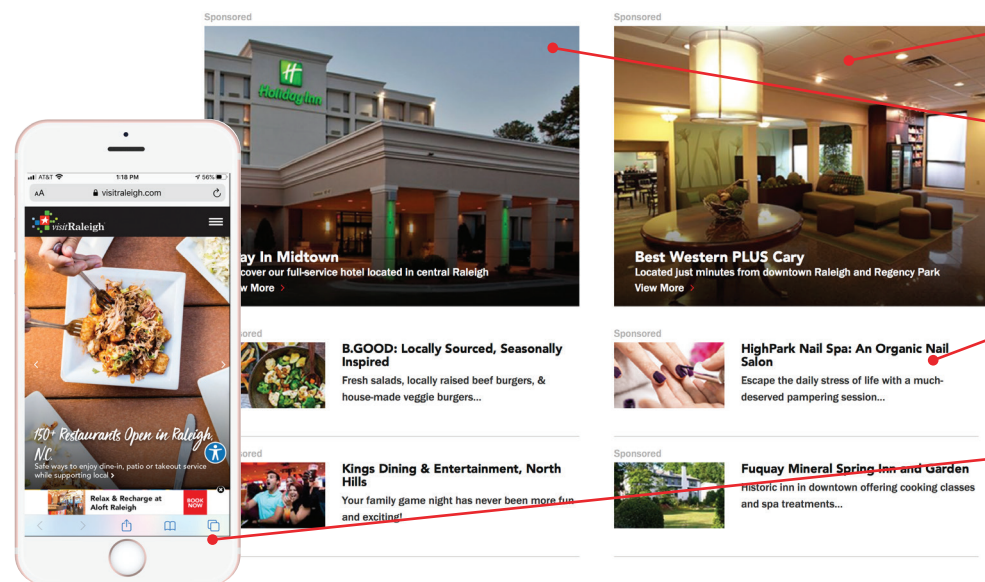 Sponsored
Holiday Inn
ay In Midtown
cover our full-service hotel located in central Raleigh
w More >
Sponsored
Best Western PLUS Cary
Located just minutes from downtown Raleigh and Regency Park
View More >
AT&T
1:18 PM
56%
AA
visitraleigh.com
visitRaleigh
150+ Restaurants Open in Raleigh,
N.C.
Safe ways to enjoy dine-in, patio or takeout service
while supporting local >
Relax & Recharge at
Aloft Raleigh
BOOK
NOW
ored
B.GOOD: Locally Sourced, Seasonally
Inspired
Fresh salads, locally raised beef burgers, &
house-made veggie burgers...
Sponsored
HighPark Nail Spa: An Organic Nail
Salon
Escape the daily stress of life with a much-
deserved pampering session...
ored
Kings Dining & Entertainment, North
Hills
Your family game night has never been more fun
and exciting!
Sponsored
Fuquay Mineral Spring Inn and Garden
Historic inn in downtown offering cooking classes
and spa treatments...